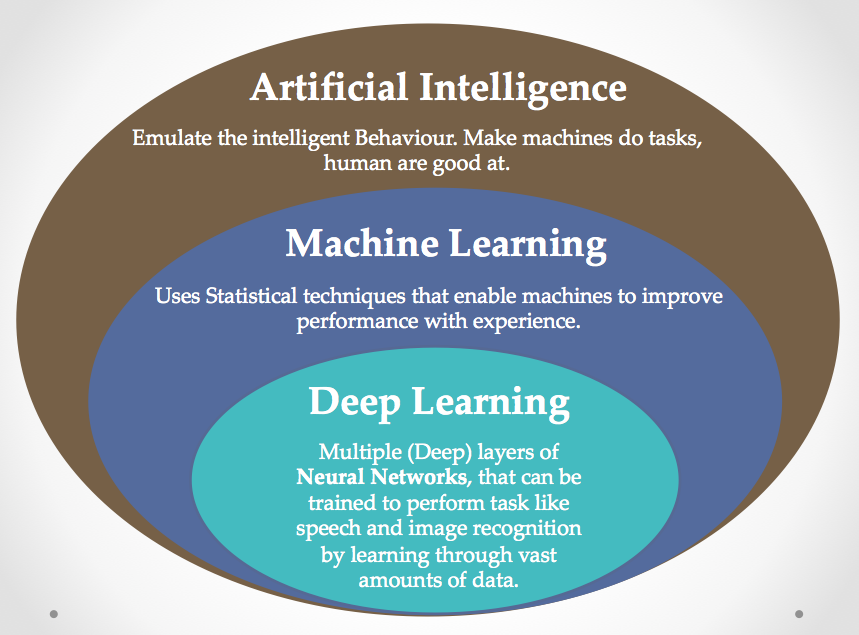 Artificial Intelligence
Emulate the intelligent Behaviour. Make machines do tasks,
human are good at.
Machine Learning
Uses Statistical techniques that enable machines to improve
performance with experience.
Deep Learning
Multiple (Deep) layers of
Neural Networks, that can be
trained to perform task like
speech and image recognition
by learning through vast
amounts of data.